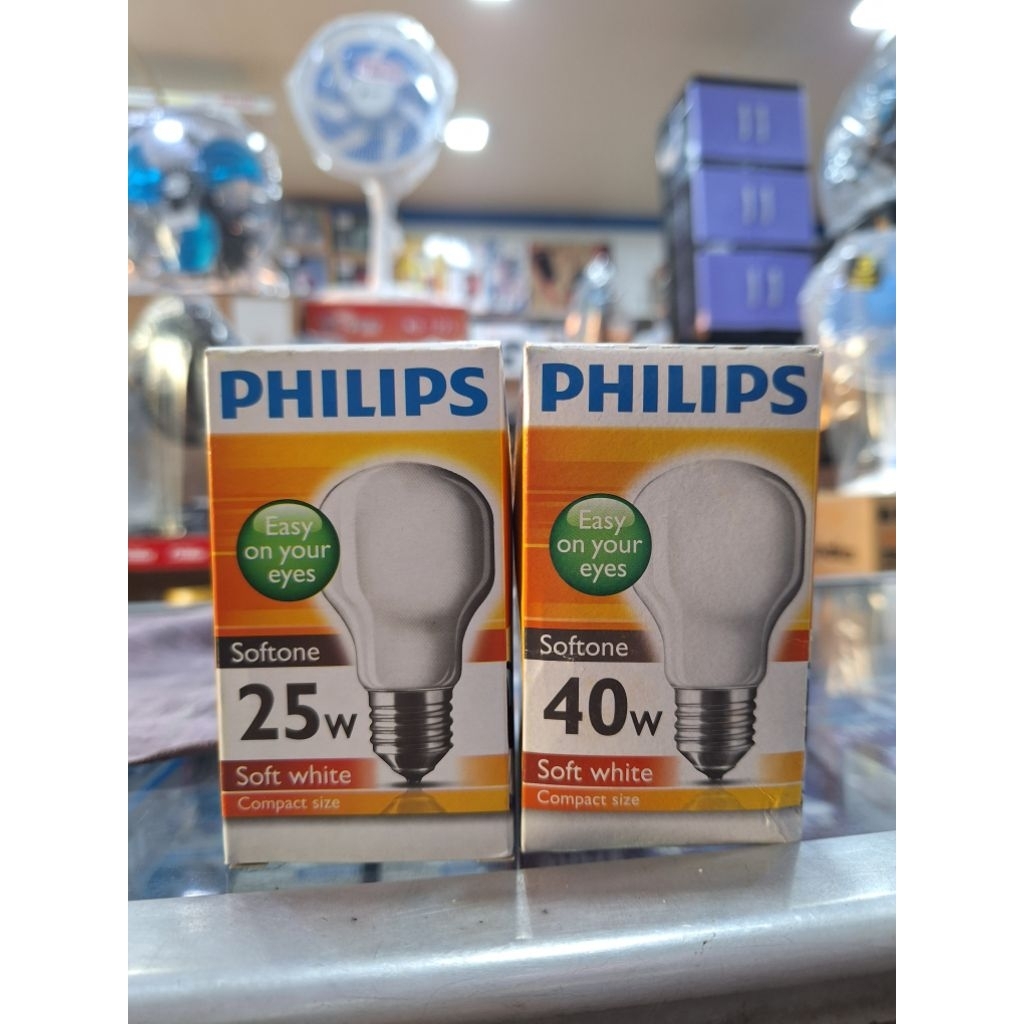 PHILIPS
Easy
on your
eyes
Softone
25w
Soft white
Compact size
PHILIPS
Easy
on your
eyes
Softone
40w
Soft white
Compact size